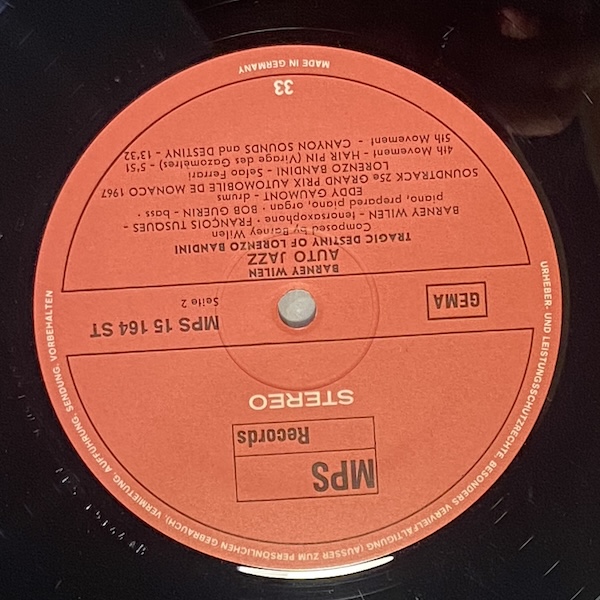 MPS
Records
STEREO
GEMA
MPS 15 164 ST
Seite 2
BARNEY WILEN
AUTO JAZZ
TRAGIC DESTINY OF LORENZO BANDINI
Composed by Barney Wilen
BARNEY WILEN - tenorsaxophone · FRANÇOIS TUSQUES -
piano, prepared piano, organ · BOB GUERIN - bass ·
EDDY GAUMONT - drums
SOUNDTRACK 25e GRAND PRIX AUTOMOBILE DE MONACO 1967
LORENZO BANDINI - Seläo Ferrari
4th Movement - HAIR PIN (Virage des Gazomètres) - 5'51
5th Movement - CANYON SOUNDS and DESTINY - 13'32
33
MADE IN GERMANY
URHEBER- UND LEISTUNGSSCHUTZRECHTE, BESONDERS VERVIELFÄLTIGUNG (AUSSER ZUM PERSÖNLICHEN GEBRAUCH), VERMIETUNG, AUFFÜHRUNG, SENDUNG, VORBEHALTEN